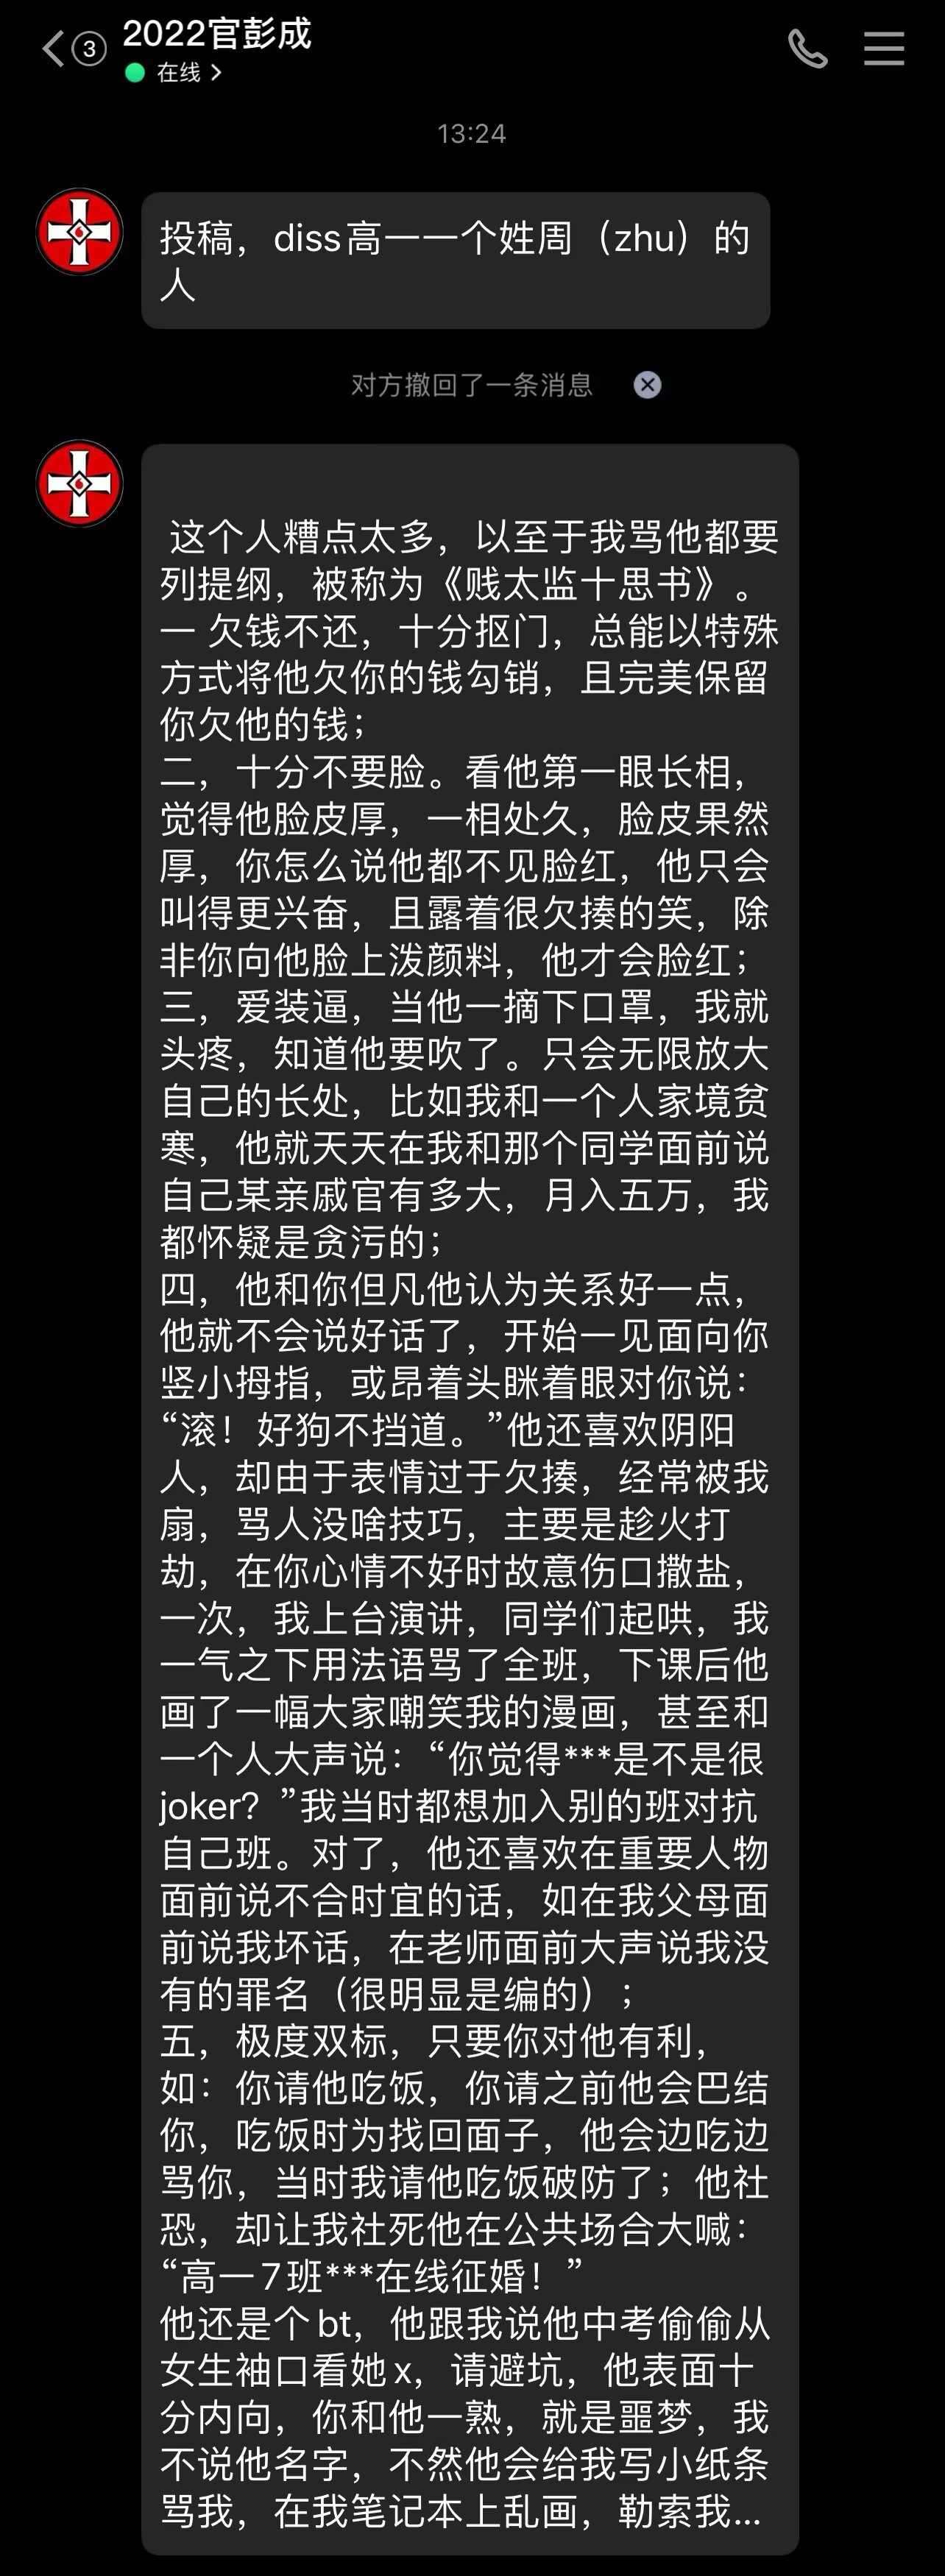 3
2022官彭成
在线
13:24
投稿，diss高一一个姓周（zhu）的
人
对方撤回了一条消息
这个人糟点太多，以至于我骂他都要
列提纲，被称为《贱太监十思书》。
一 欠钱不还，十分抠门，总能以特殊
方式将他欠你的钱勾销，且完美保留
你欠他的钱；
二，十分不要脸。看他第一眼长相，
觉得他脸皮厚，一相处久，脸皮果然
厚，你怎么说他都不见脸红，他只会
叫得更兴奋，且露着很欠揍的笑，除
非你向他脸上泼颜料，他才会脸红；
三，爱装逼，当他一摘下口罩，我就
头疼，知道他要吹了。只会无限放大
自己的长处，比如我和一个人家境贫
寒，他就天天在我和那个同学面前说
自己某亲戚官有多大，月入五万，我
都怀疑是贪污的；
四，他和你但凡他认为关系好一点，
他就不会说好话了，开始一见面向你
竖小拇指，或昂着头眯着眼对你说：
“滚！好狗不挡道。”他还喜欢阴阳
人，却由于表情过于欠揍，经常被我
扇，骂人没啥技巧，主要是趁火打
劫，在你心情不好时故意伤口撒盐，
一次，我上台演讲，同学们起哄，我
一气之下用法语骂了全班，下课后他
画了一幅大家嘲笑我的漫画，甚至和
一个人大声说：“你觉得***是不是很
joker？”我当时都想加入别的班对抗
自己班。对了，他还喜欢在重要人物
面前说不合时宜的话，如在我父母面
前说我坏话，在老师面前大声说我没
有的罪名（很明显是编的）；
五，极度双标，只要你对他有利，
如：你请他吃饭，你请之前他会巴结
你，吃饭时为找回面子，他会边吃边
骂你，当时我请他吃饭破防了；他社
恐，却让我社死他在公共场合大喊：
“高一7班***在线征婚！”
他还是个bt，他跟我说他中考偷偷从
女生袖口看她x，请避坑，他表面十
分内向，你和他一熟，就是噩梦，我
不说他名字，不然他会给我写小纸条
骂我，在我笔记本上乱画，勒索我...